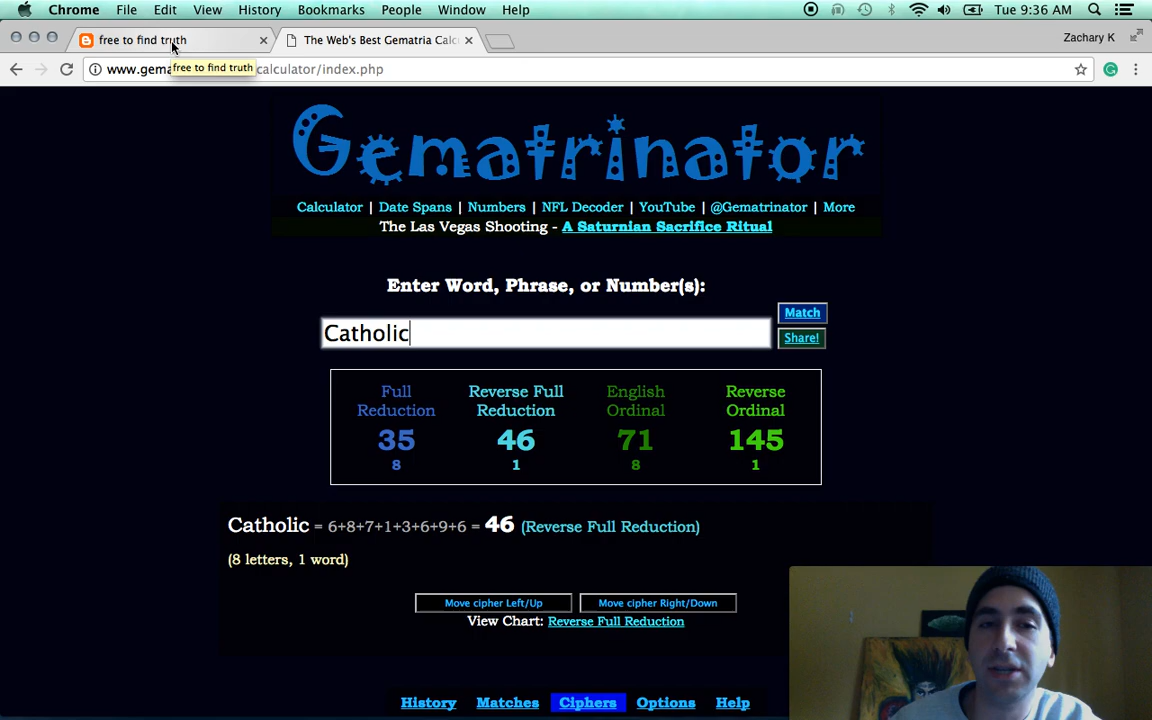 Chrome File Edit View History Bookmarks People Window Help Tue 9:36 AM
free to find truth The Web's Best Gematria Calc Zachary K
www.gema calculator/index.php
free to find truth
Gematrinator
Calculator | Date Spans | Numbers | NFL Decoder | YouTube | @Gematrinator | More
The Las Vegas Shooting - A Saturnian Sacrifice Ritual
Enter Word, Phrase, or Number(s):
Catholic
Match
Share!
Full Reduction Reverse Full Reduction English Ordinal Reverse Ordinal
35 46 71 145
8 1 8 1
Catholic = 6+8+7+1+3+6+9+6 = 46 (Reverse Full Reduction)
(8 letters, 1 word)
Move cipher Left/Up Move cipher Right/Down
View Chart: Reverse Full Reduction
History Matches Ciphers Options Help